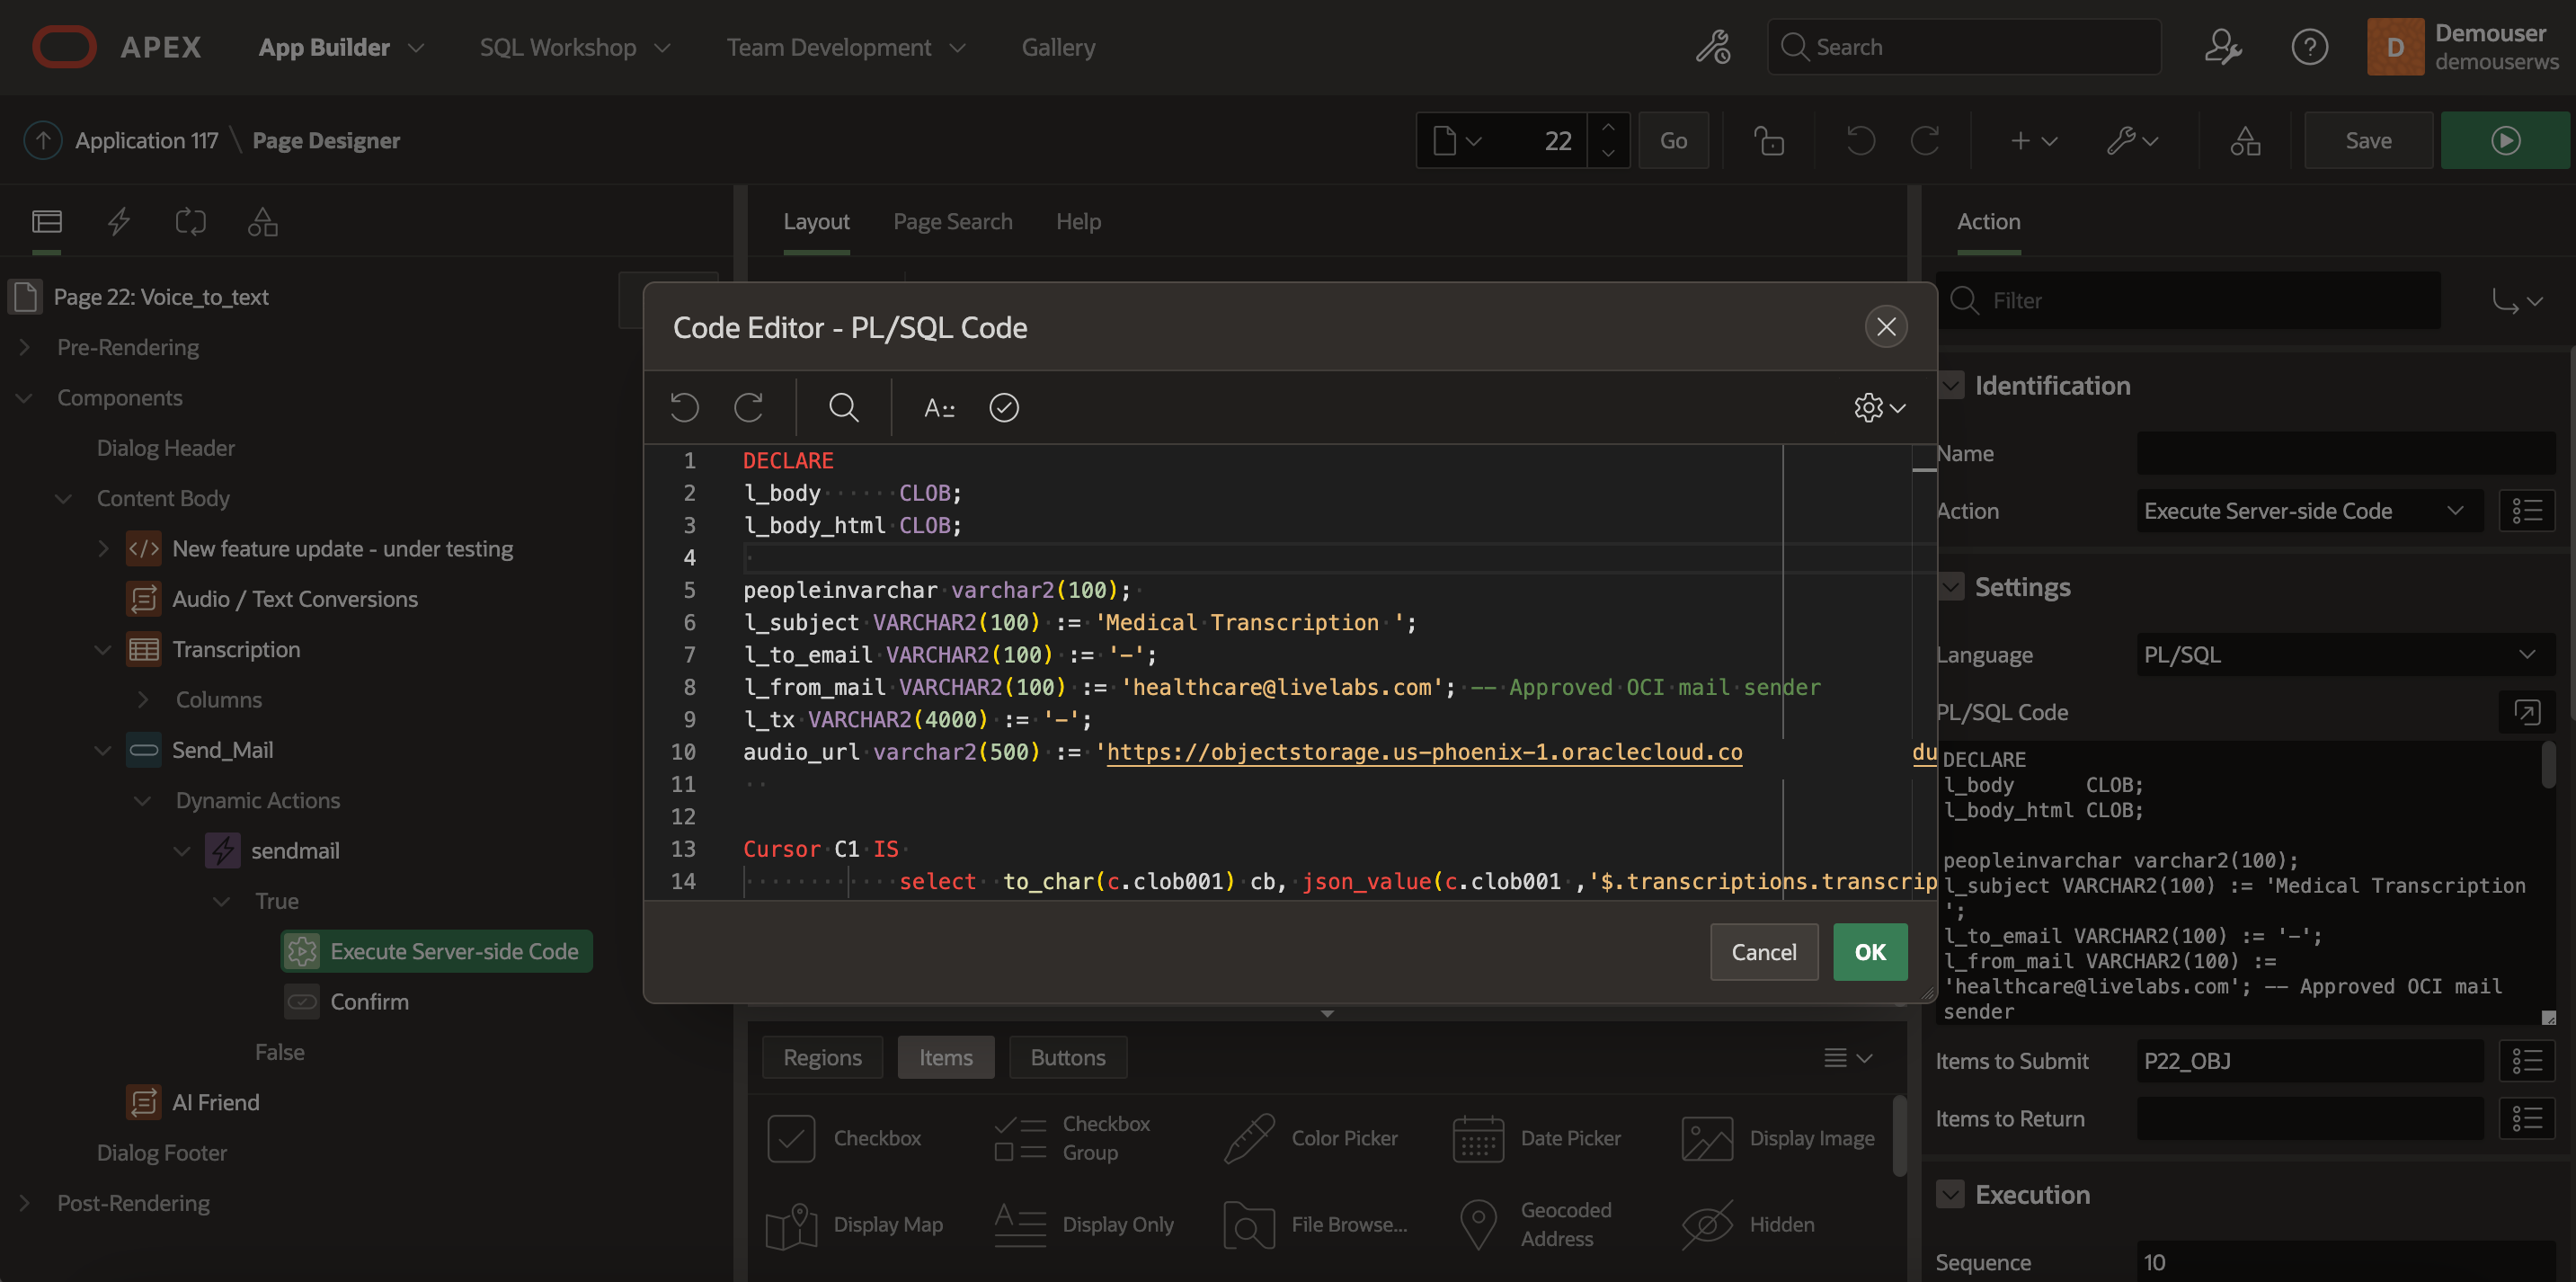 APEX
App Builder
SQL Workshop
Team Development
Gallery
Search
D
Demouser
demouserws
Application 117 \ Page Designer
22
Go
Save
Layout
Page Search
Help
Action
Page 22: Voice_to_text
Pre-Rendering
Components
Dialog Header
Content Body
New feature update - under testing
Audio / Text Conversions
Transcription
Columns
Send_Mail
Dynamic Actions
sendmail
True
Execute Server-side Code
Confirm
False
AI Friend
Dialog Footer
Post-Rendering
Code Editor - PL/SQL Code
1 DECLARE
2 l_body CLOB;
3 l_body_html CLOB;
4
5 peopleinvarchar varchar2(100);
6 l_subject VARCHAR2(100) := 'Medical Transcription ';
7 l_to_email VARCHAR2(100) := '-';
8 l_from_mail VARCHAR2(100) := 'healthcare@livelabs.com'; -- Approved OCI mail sender
9 l_tx VARCHAR2(4000) := '-';
10 audio_url varchar2(500) := 'https://objectstorage.us-phoenix-1.oraclecloud.co du
11
12
13 Cursor C1 IS
14 select to_char(c.clob001) cb, json_value(c.clob001 ,'$.transcriptions.transcrip
Cancel
OK
Regions
Items
Buttons
Checkbox
Checkbox
Group
Color Picker
Date Picker
Display Image
Display Map
Display Only
File Browse...
Geocoded
Address
Hidden
Filter
Identification
Name
Action
Execute Server-side Code
Settings
Language
PL/SQL
PL/SQL Code
DECLARE
l_body CLOB;
l_body_html CLOB;
peopleinvarchar varchar2(100);
l_subject VARCHAR2(100) := 'Medical Transcription
';
l_to_email VARCHAR2(100) := '-';
l_from_mail VARCHAR2(100) :=
'healthcare@livelabs.com'; -- Approved OCI mail
sender
Items to Submit
P22_OBJ
Items to Return
Execution
Sequence
10